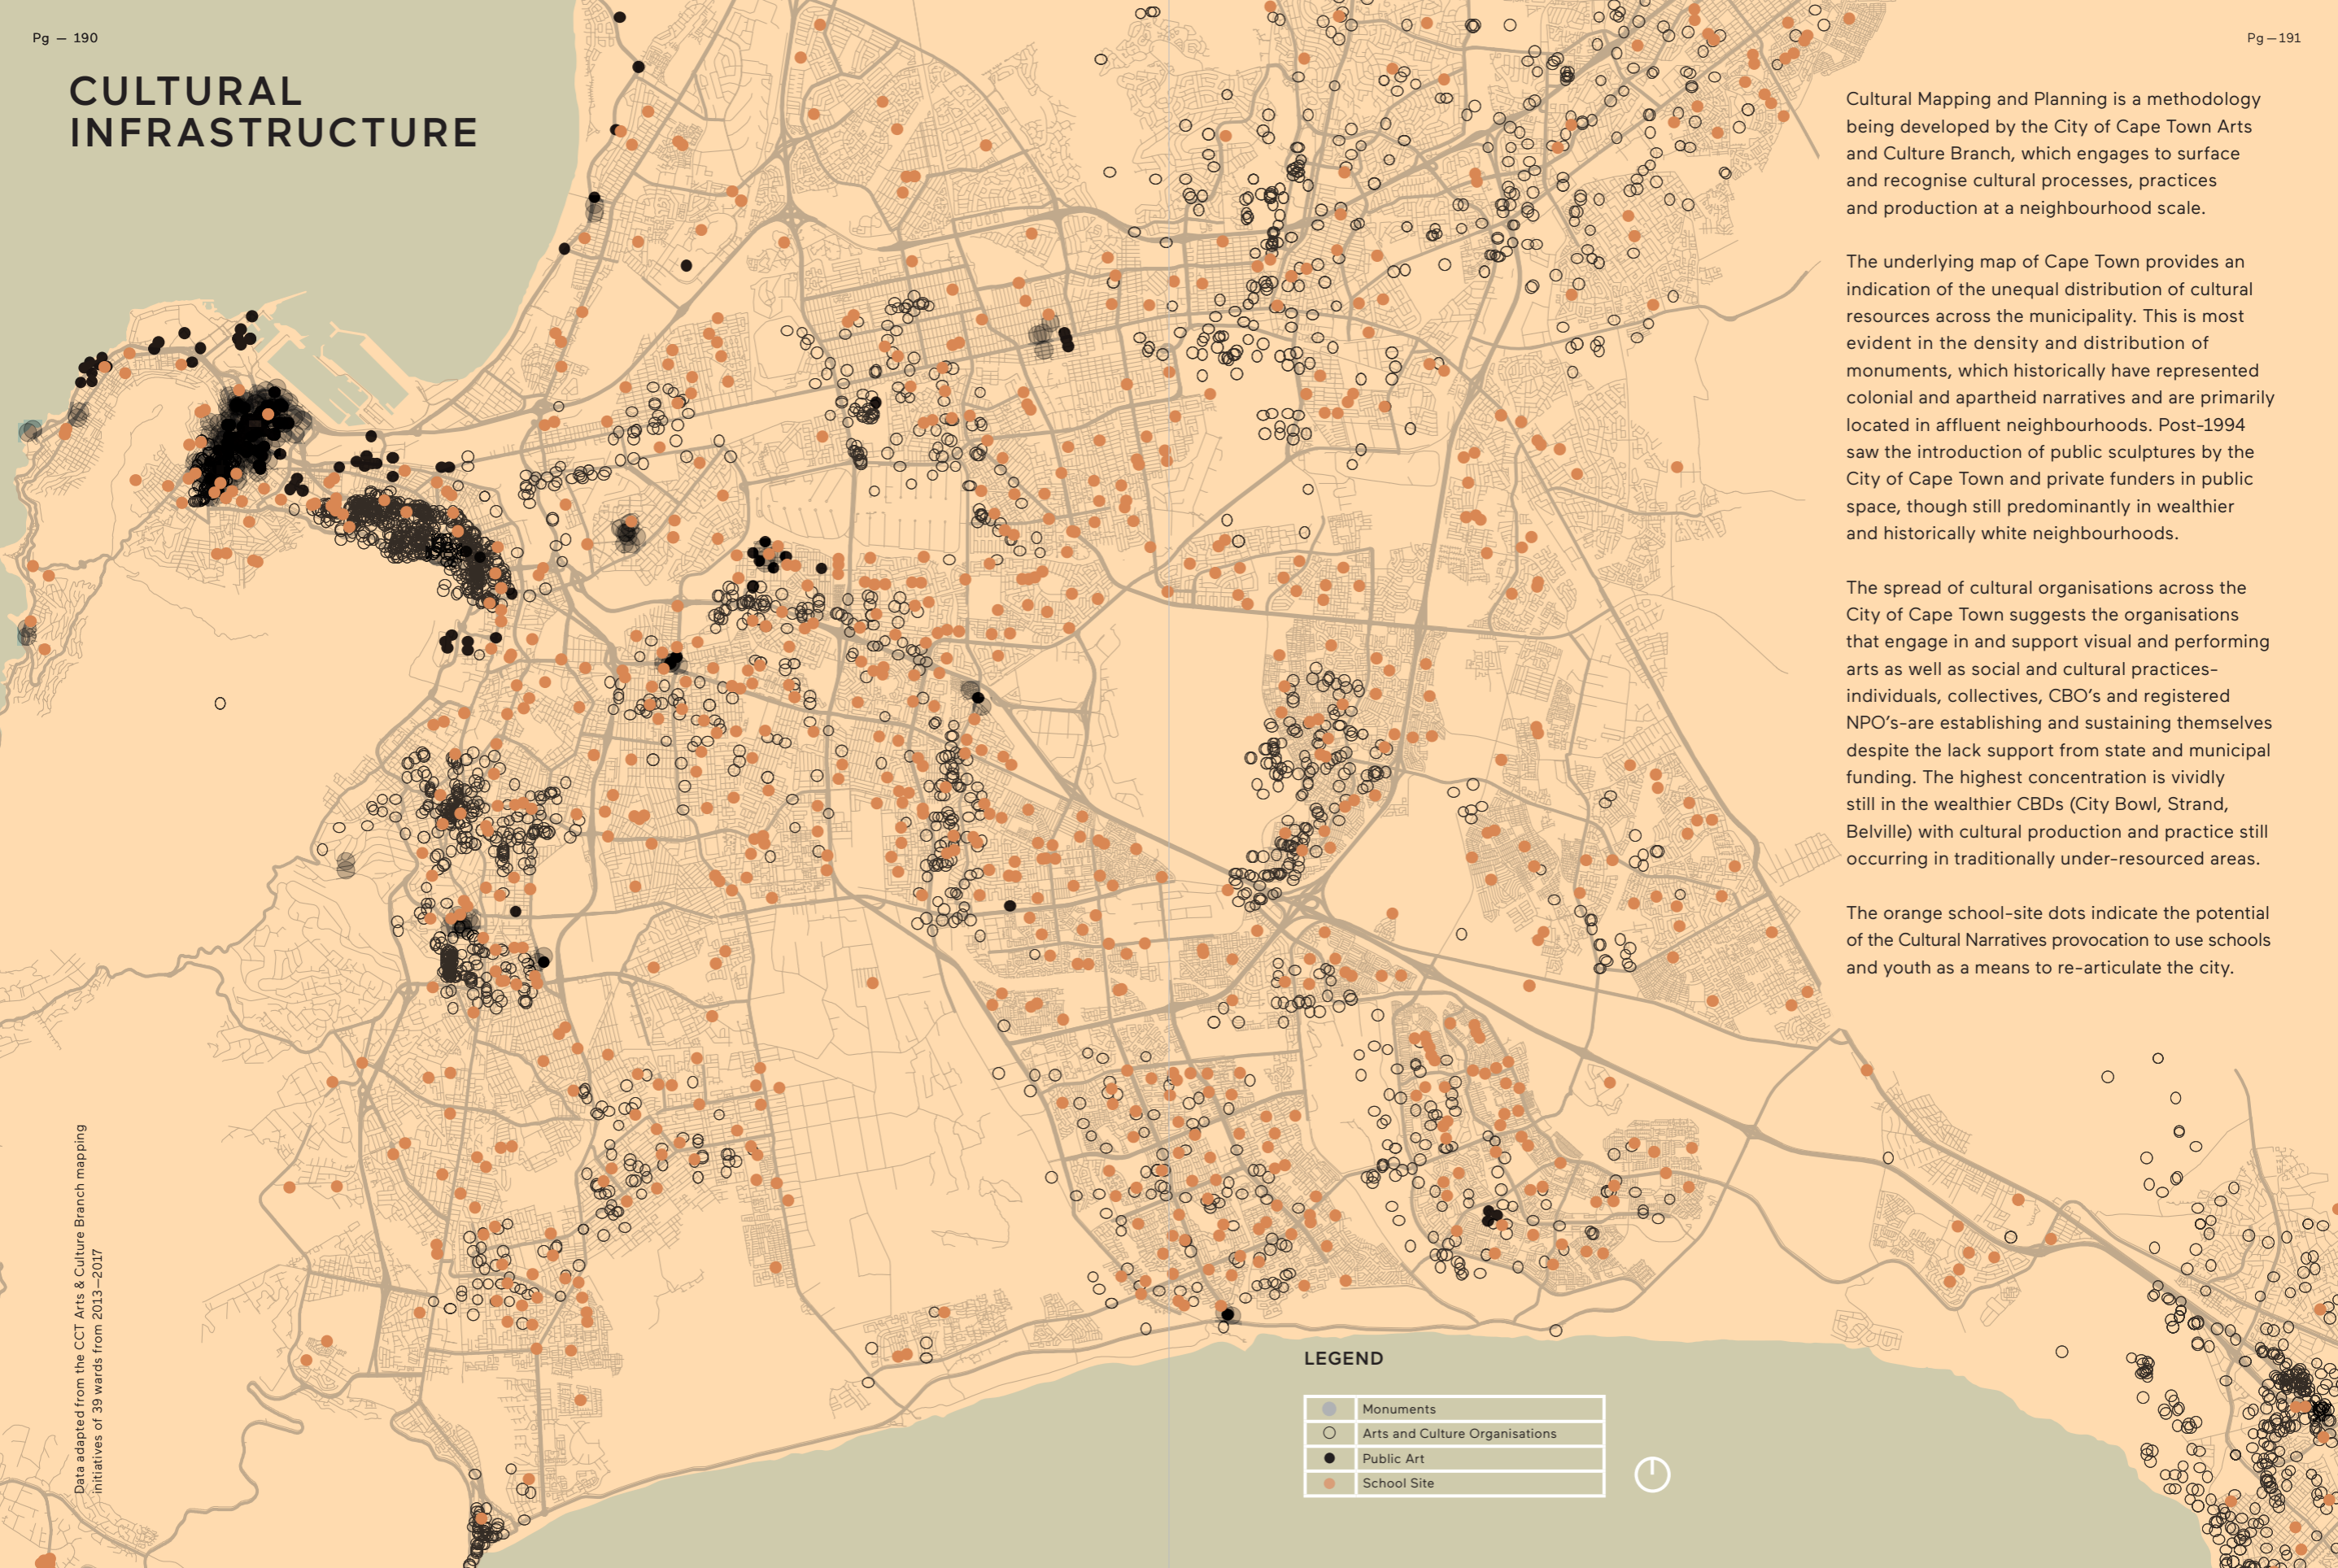 Pg — 190
CULTURAL
INFRASTRUCTURE
Pg — 191
Cultural Mapping and Planning is a methodology
being developed by the City of Cape Town Arts
and Culture Branch, which engages to surface
and recognise cultural processes, practices
and production at a neighbourhood scale.
The underlying map of Cape Town provides an
indication of the unequal distribution of cultural
resources across the municipality. This is most
evident in the density and distribution of
monuments, which historically have represented
colonial and apartheid narratives and are primarily
located in affluent neighbourhoods. Post-1994
saw the introduction of public sculptures by the
City of Cape Town and private funders in public
space, though still predominantly in wealthier
and historically white neighbourhoods.
The spread of cultural organisations across the
City of Cape Town suggests the organisations
that engage in and support visual and performing
arts as well as social and cultural practices–
individuals, collectives, CBO's and registered
NPO's–are establishing and sustaining themselves
despite the lack support from state and municipal
funding. The highest concentration is vividly
still in the wealthier CBDs (City Bowl, Strand,
Belville) with cultural production and practice still
occurring in traditionally under-resourced areas.
The orange school-site dots indicate the potential
of the Cultural Narratives provocation to use schools
and youth as a means to re-articulate the city.
Data adapted from the CCT Arts & Culture Branch mapping
initiatives of 39 wards from 2013—2017
LEGEND
Monuments
Arts and Culture Organisations
Public Art
School Site